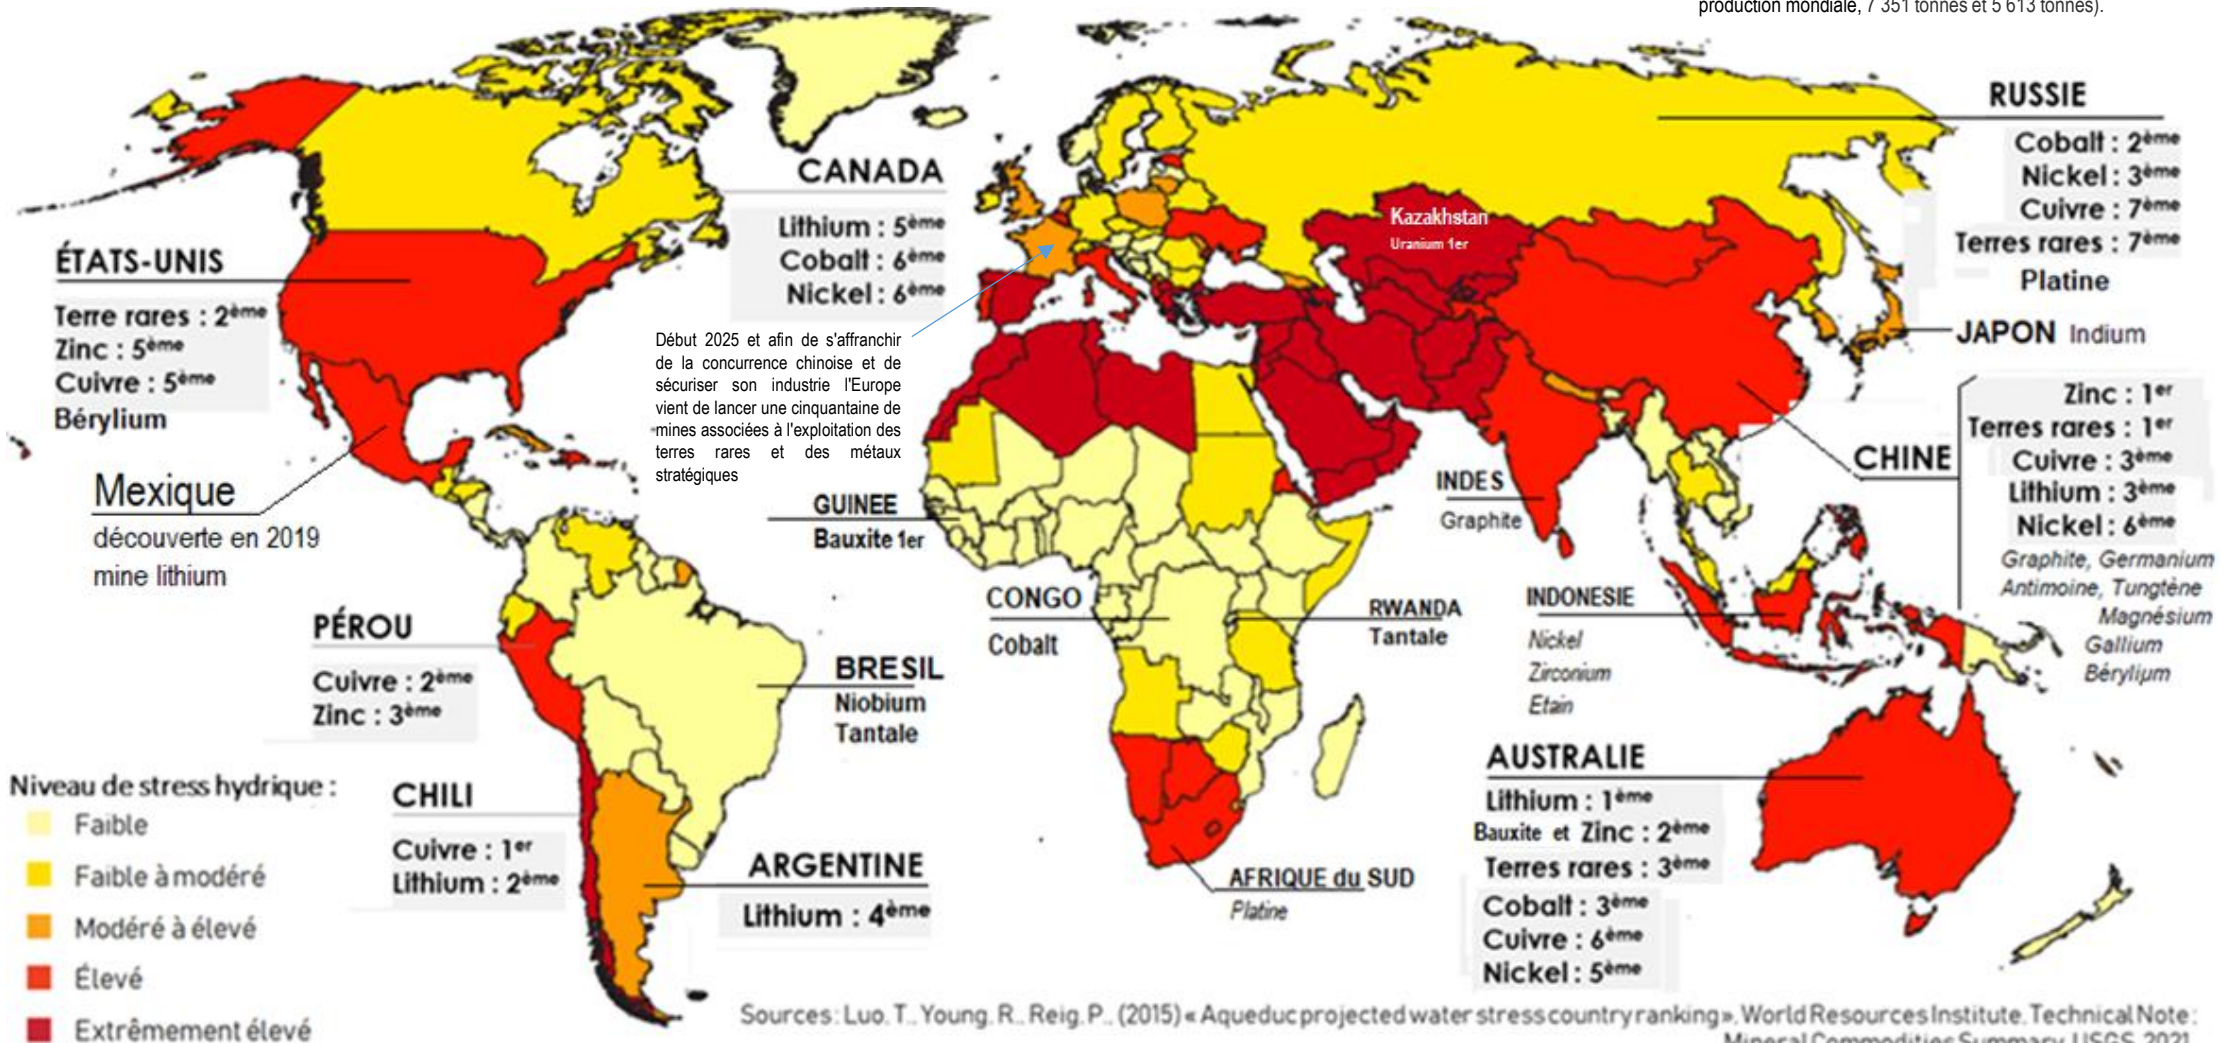 production mondiale, 7 351 tonnes et 5 613 tonnes).
RUSSIE
Cobalt : 2ème
Nickel : 3ème
Cuivre : 7ème
Terres rares : 7ème
Platine
CANADA
Lithium : 5ème
Cobalt : 6ème
Nickel : 6ème
Kazakhstan
Uranium 1er
ÉTATS-UNIS
Terre rares : 2ème
Zinc : 5ème
Cuivre : 5ème
Bérylium
JAPON Indium
Début 2025 et afin de s'affranchir
de la concurrence chinoise et de
sécuriser son industrie l'Europe
vient de lancer une cinquantaine de
mines associées à l'exploitation des
terres rares et des métaux
stratégiques
CHINE
Zinc : 1er
Terres rares : 1er
Cuivre : 3ème
Lithium : 3ème
Nickel : 6ème
Graphite, Germanium
Antimoine, Tungtène
Magnésium
Gallium
Bérylium
Mexique
découverte en 2019
mine lithium
GUINEE
Bauxite 1er
INDES
Graphite
CONGO
Cobalt
RWANDA
Tantale
INDONESIE
Nickel
Zirconium
Etain
PÉROU
Cuivre : 2ème
Zinc : 3ème
BRESIL
Niobium
Tantale
AUSTRALIE
Lithium : 1ème
Bauxite et Zinc : 2ème
Terres rares : 3ème
Cobalt : 3ème
Cuivre : 6ème
Nickel : 5ème
CHILI
Cuivre : 1er
Lithium : 2ème
ARGENTINE
Lithium : 4ème
AFRIQUE du SUD
Platine
Niveau de stress hydrique :
Faible
Faible à modéré
Modéré à élevé
Élevé
Extrêmement élevé
Sources : Luo. T.. Young. R.. Reig. P.. (2015) « Aqueduc projected water stress country ranking ». World Resources Institute. Technical Note :
Mineral Commodities Summary. USGS. 2021